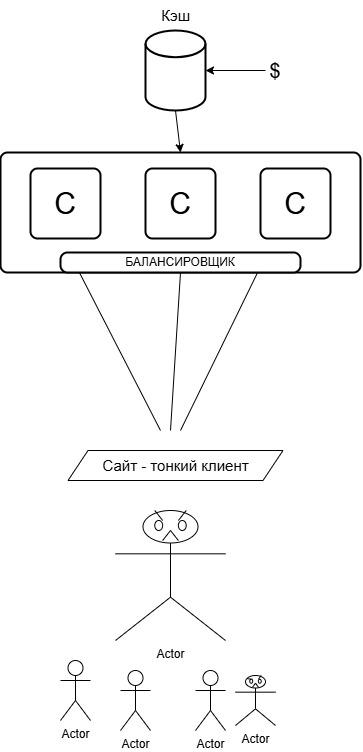 Кэш
$
С С С
БАЛАНСИРОВЩИК
Сайт - тонкий клиент
Actor
Actor
Actor
Actor
Actor